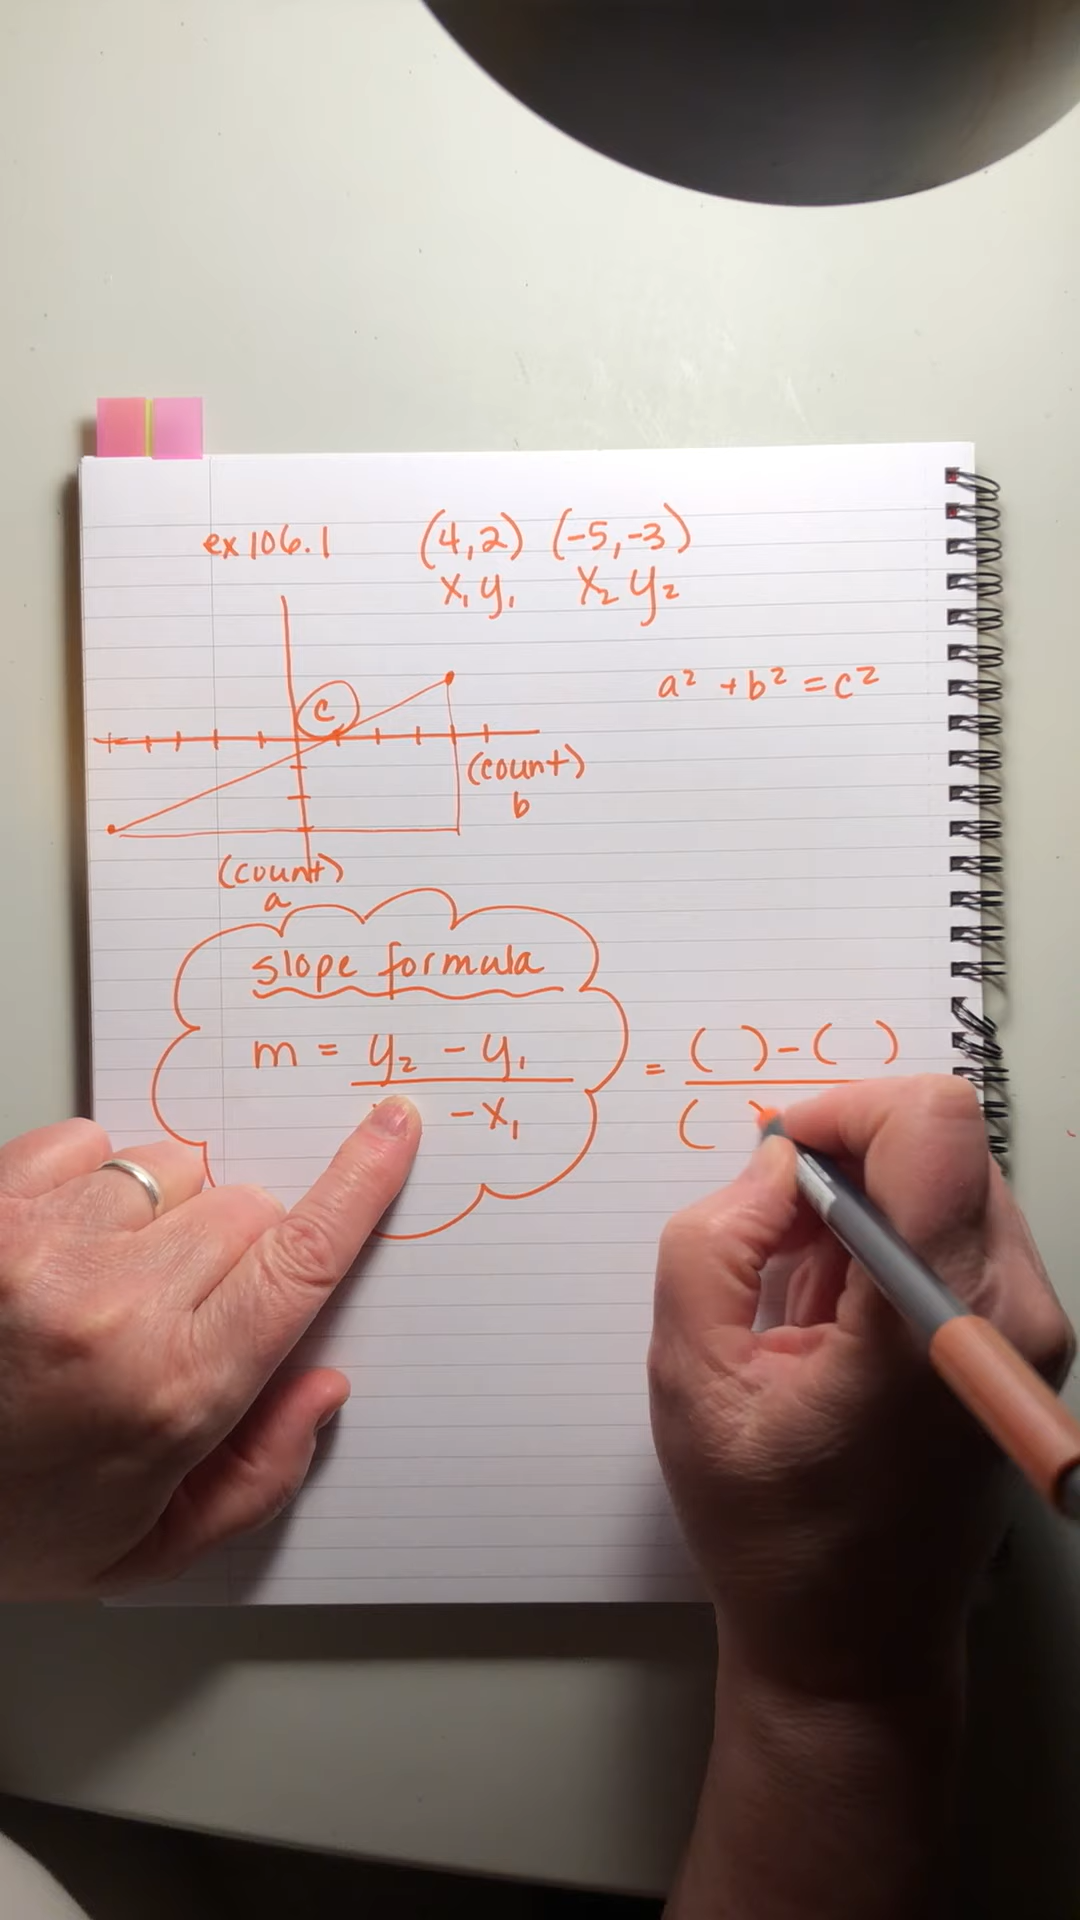 ex 106.1 (4,2) (-5,-3)
x₁ y₁ x₂ y₂
a² + b² = c²
c
(count)
b
(count)
a
slope formula
m = y₂ - y₁ = ( ) - ( )
- x₁ ( )